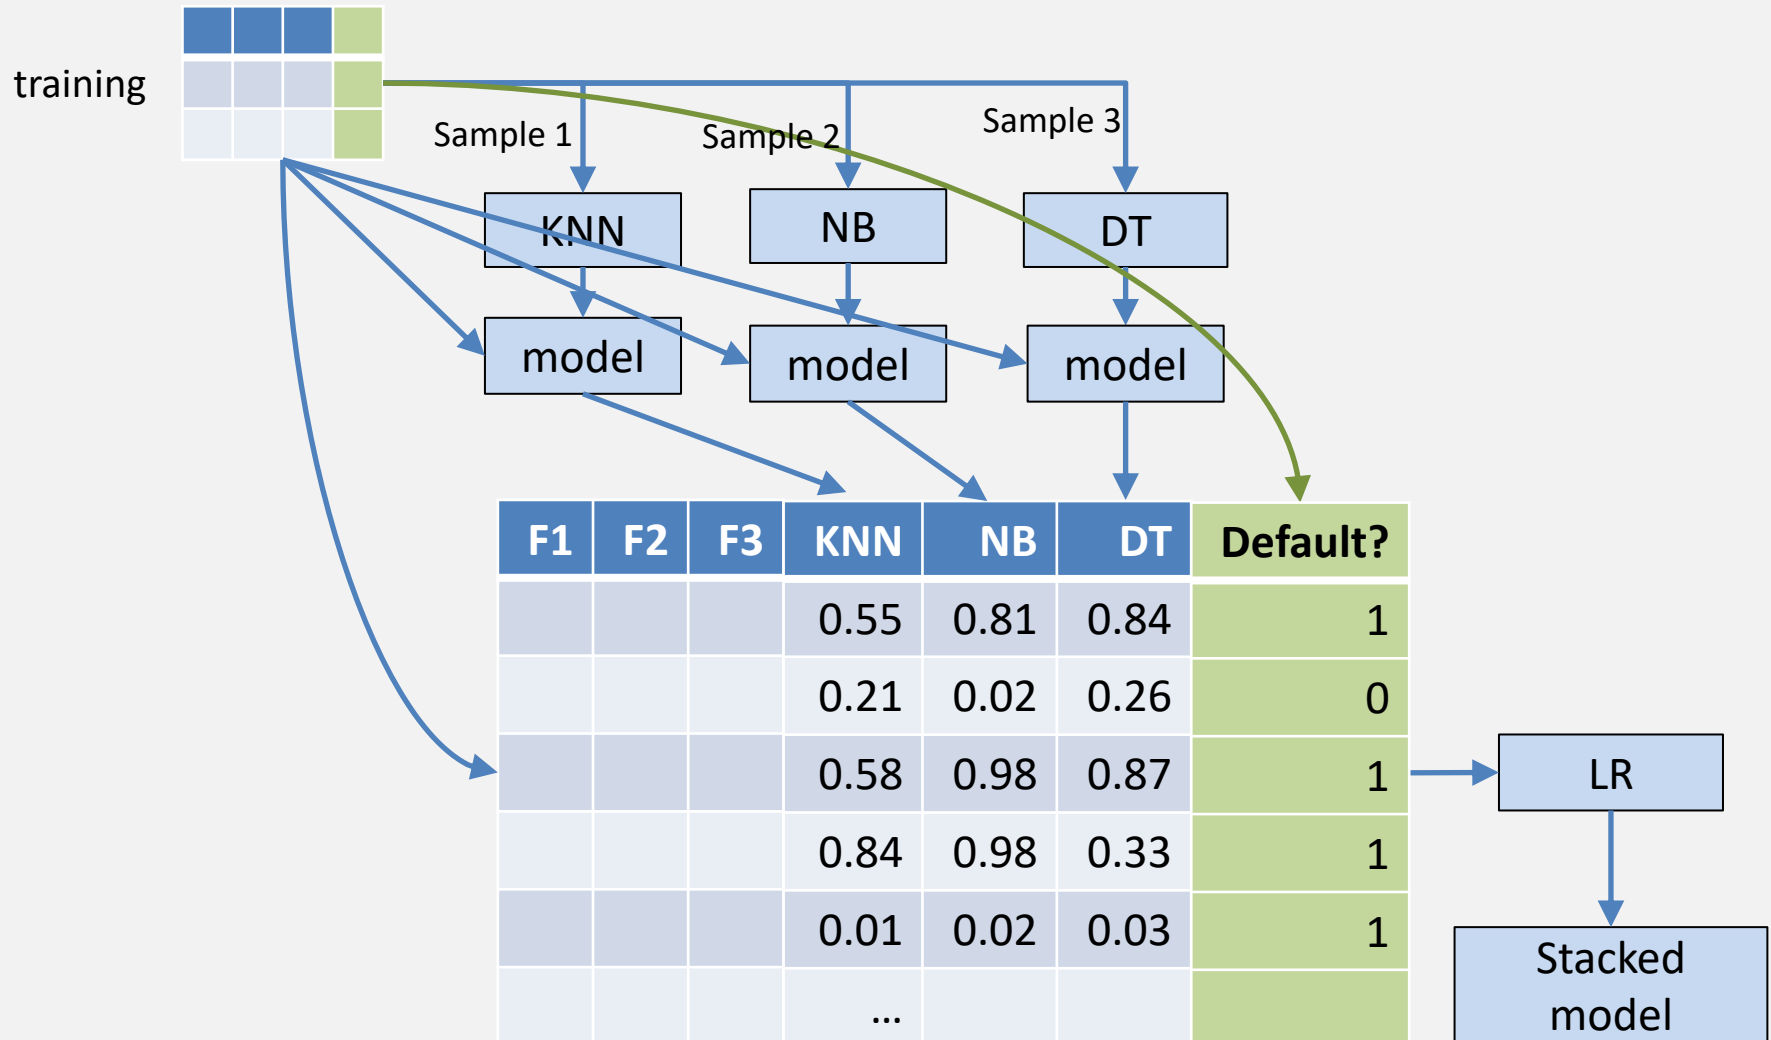 training
Sample 1
Sample 2
Sample 3
KNN
NB
DT
model
model
model
F1 F2 F3 KNN NB DT Default?
0.55 0.81 0.84 1
0.21 0.02 0.26 0
0.58 0.98 0.87 1
0.84 0.98 0.33 1
0.01 0.02 0.03 1
...
LR
Stacked
model